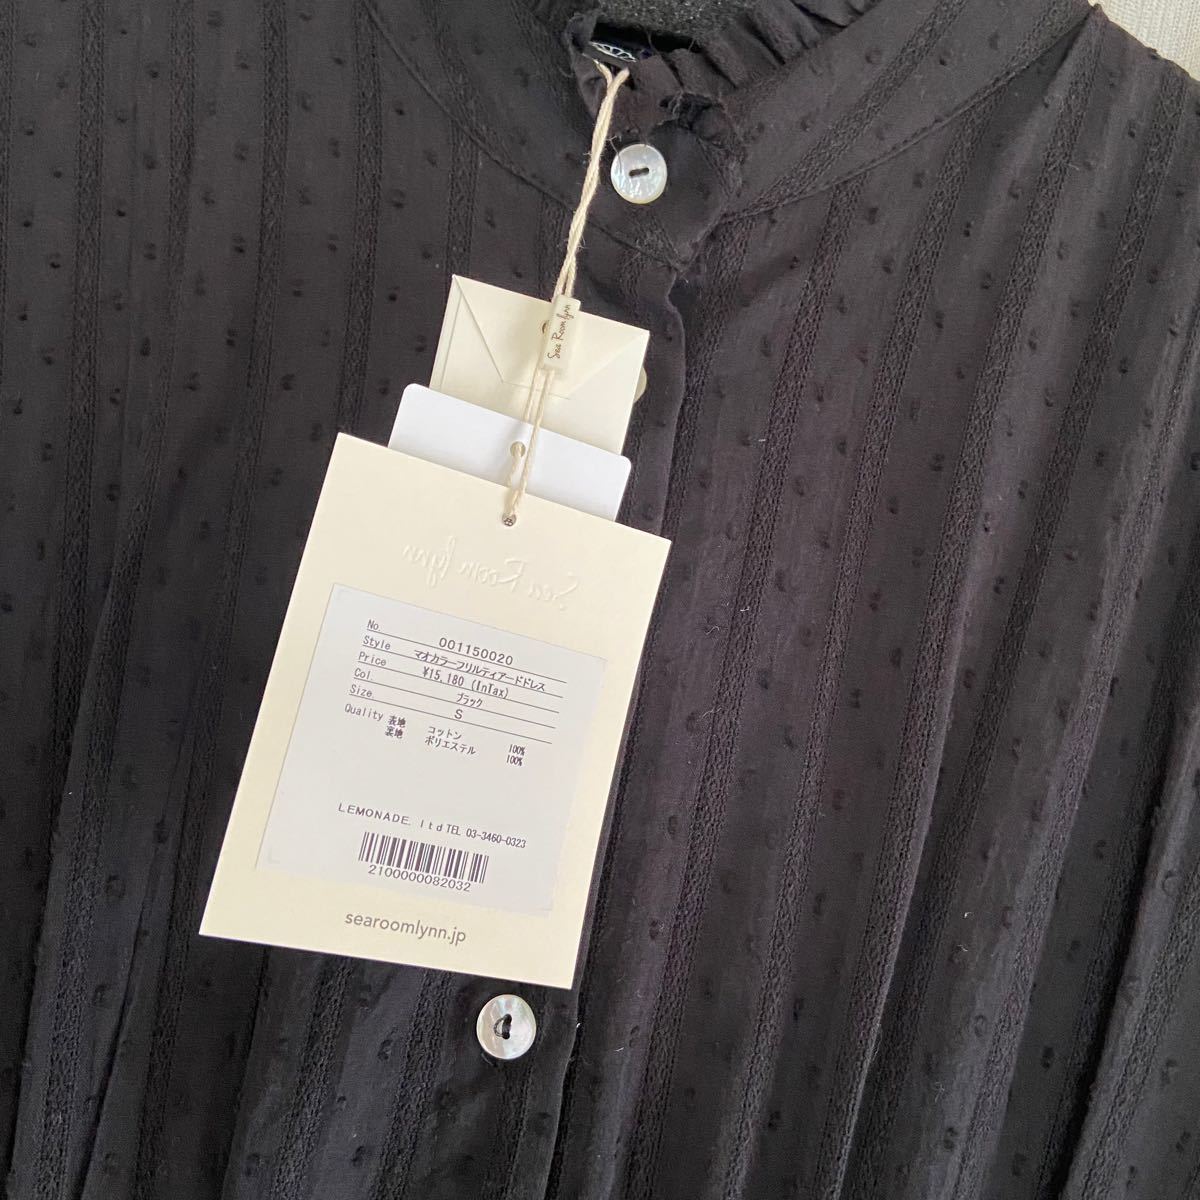 Sea Room lynn
Sea Room lynn
No 001150020
Style マオカラーフリルティアードドレス
Price ¥15,180 (InTax)
Col. ブラック
Size S
Quality 表地 コットン 100%
裏地 ポリエステル 100%
LEMONADE. ltd TEL 03-3460-0323
2100000082032
searoomlynn.jp